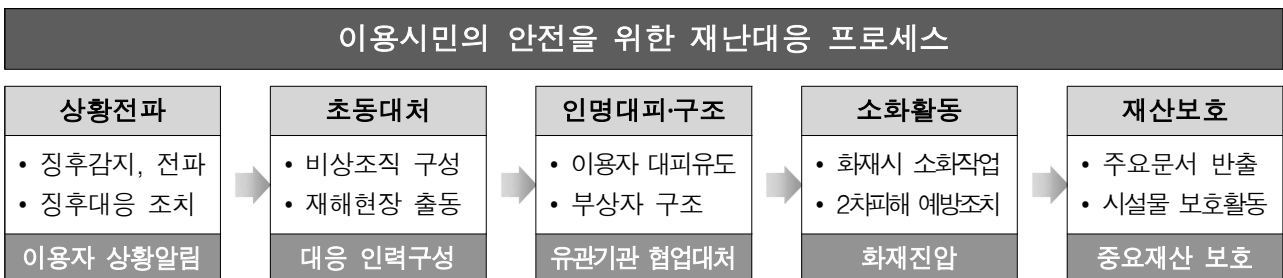 이용시민의 안전을 위한 재난대응 프로세스
상황전파
• 징후감지, 전파
• 징후대응 조치
이용자 상황알림
초동대처
• 비상조직 구성
• 재해현장 출동
대응 인력구성
인명대피·구조
• 이용자 대피유도
• 부상자 구조
유관기관 협업대처
소화활동
• 화재시 소화작업
• 2차피해 예방조치
화재진압
재산보호
• 주요문서 반출
• 시설물 보호활동
중요재산 보호